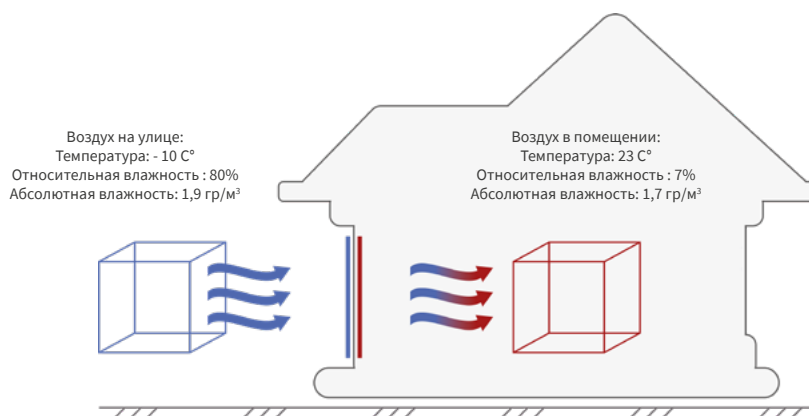 Воздух на улице:
Температура: - 10 C°
Относительная влажность : 80%
Абсолютная влажность: 1,9 гр/м³
Воздух в помещении:
Температура: 23 C°
Относительная влажность : 7%
Абсолютная влажность: 1,7 гр/м³